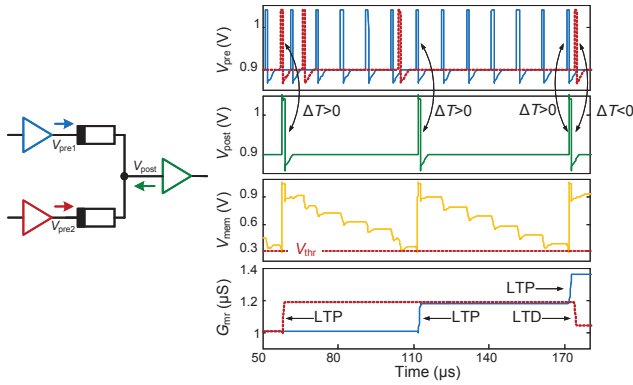 V_pre1
V_post
V_pre2
V_pre (V)
1
0.9
ΔT>0
ΔT>0
ΔT>0
ΔT<0
V_post (V)
1
0.9
V_mem (V)
0.9
0.6
0.3
V_thr
G_mr (µS)
1.4
1.2
1
LTP
LTP
LTP
LTD
50
80
110
140
170
Time (µs)